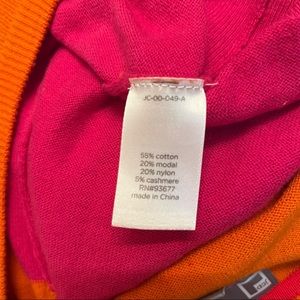 JC-00-049-A
55% cotton
20% modal
20% nylon
5% cashmere
RN#93677
made in China